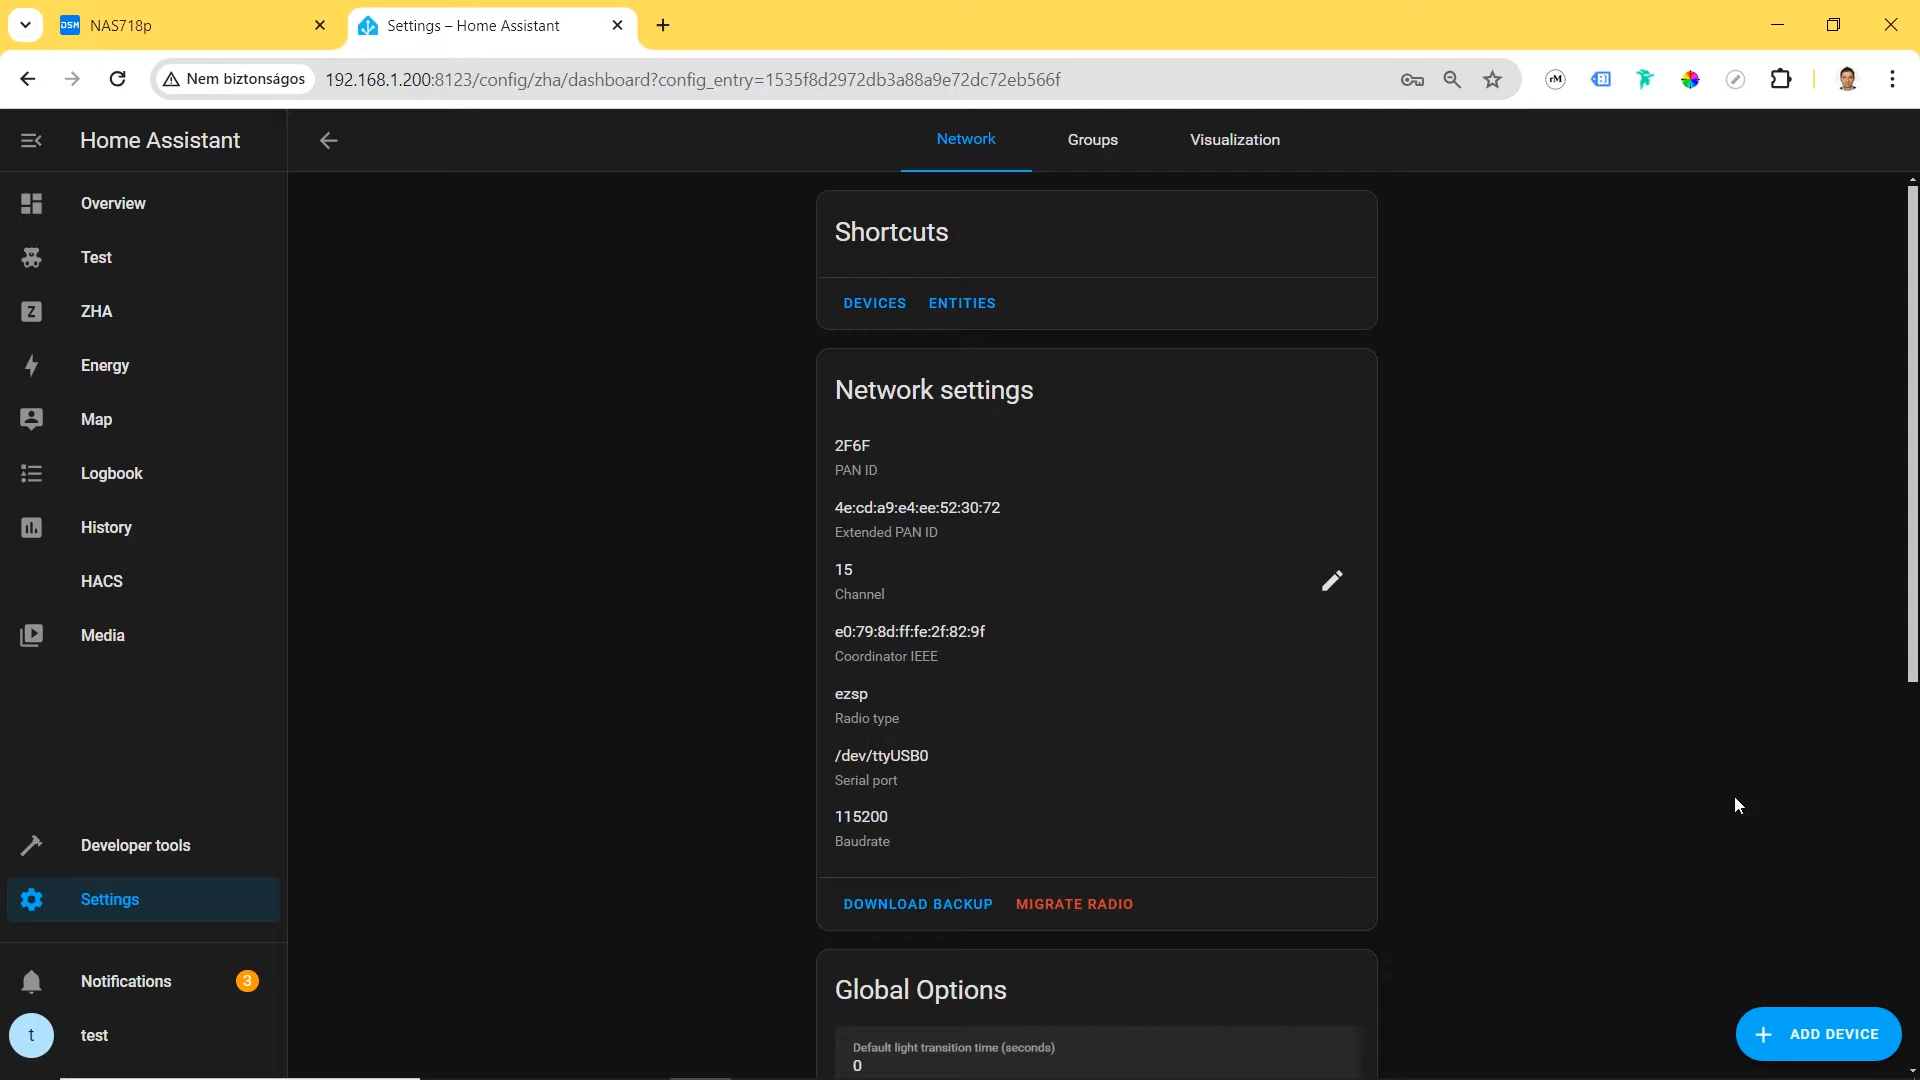 DSM NAS718p
Settings – Home Assistant
Nem biztonságos
192.168.1.200:8123/config/zha/dashboard?config_entry=1535f8d2972db3a88a9e72dc72eb566f
rM
Home Assistant
Network
Groups
Visualization
Overview
Test
Z ZHA
Energy
Map
Logbook
History
HACS
Media
Developer tools
Settings
Notifications
3
t test
Shortcuts
DEVICES
ENTITIES
Network settings
2F6F
PAN ID
4e:cd:a9:e4:ee:52:30:72
Extended PAN ID
15
Channel
e0:79:8d:ff:fe:2f:82:9f
Coordinator IEEE
ezsp
Radio type
/dev/ttyUSB0
Serial port
115200
Baudrate
DOWNLOAD BACKUP
MIGRATE RADIO
Global Options
Default light transition time (seconds)
0
ADD DEVICE